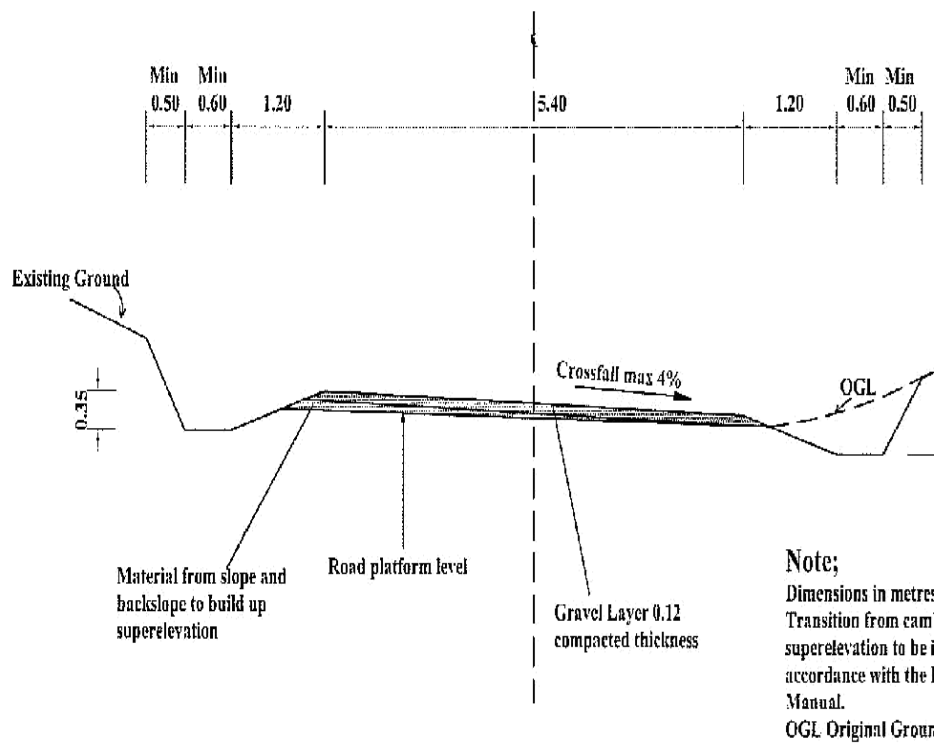 ℄
Min Min
0.50 0.60 1.20 5.40 1.20
Min Min
0.60 0.50
Existing Ground
0.35
Crossfall max 4%
OGL
Material from slope and
backslope to build up
superelevation
Road platform level
Gravel Layer 0.12
compacted thickness
Note;
Dimensions in metres
Transition from cam
superelevation to be i
accordance with the
Manual.
OGL Original Groun